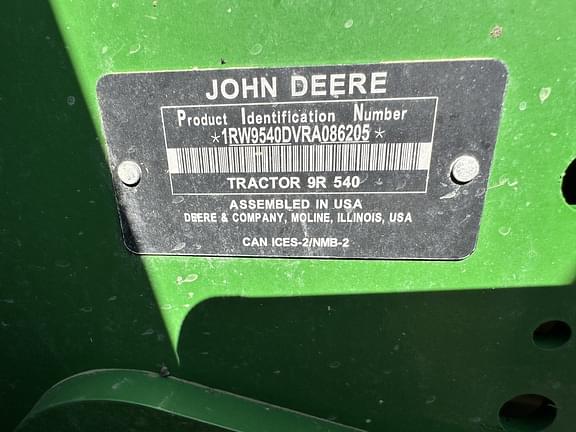 JOHN DEERE
Product Identification Number
*1RW9540DVRA086205*
TRACTOR 9R 540
ASSEMBLED IN USA
DEERE & COMPANY, MOLINE, ILLINOIS, USA
CAN ICES-2/NMB-2